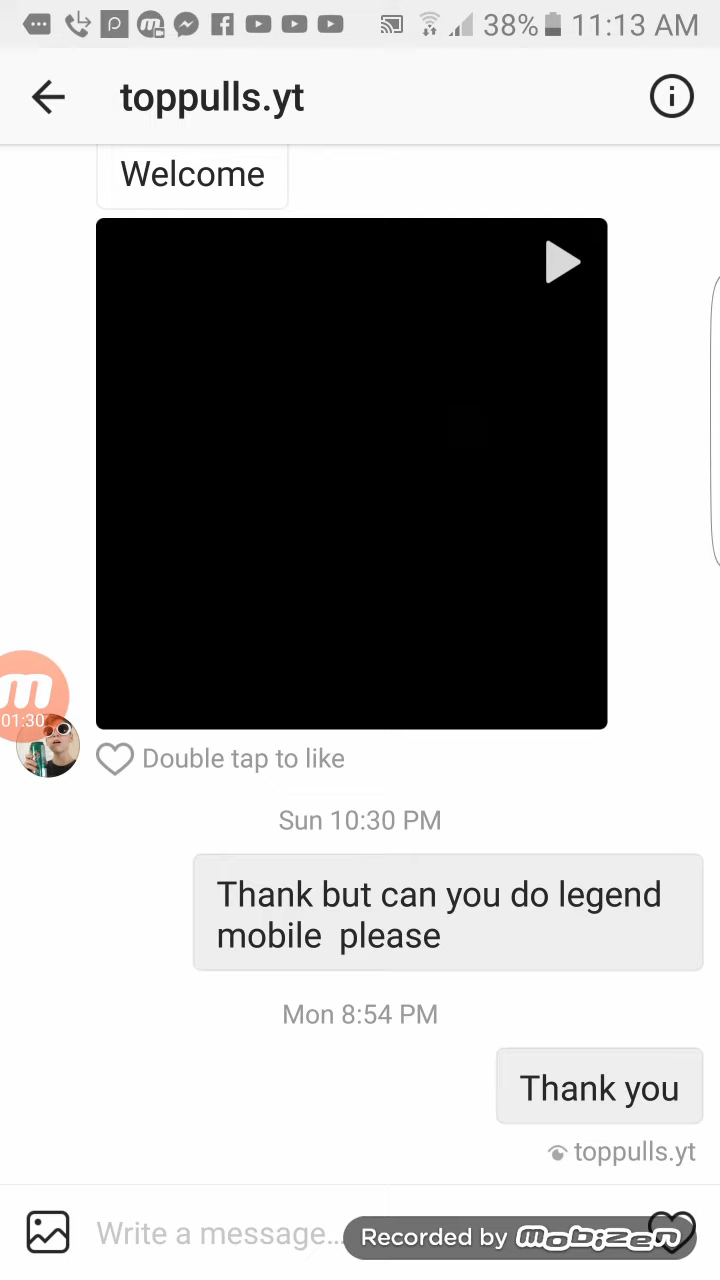 38% 11:13 AM
toppulls.yt
Welcome
01:30
Double tap to like
Sun 10:30 PM
Thank but can you do legend
mobile please
Mon 8:54 PM
Thank you
toppulls.yt
Write a message...
Recorded by mobizen